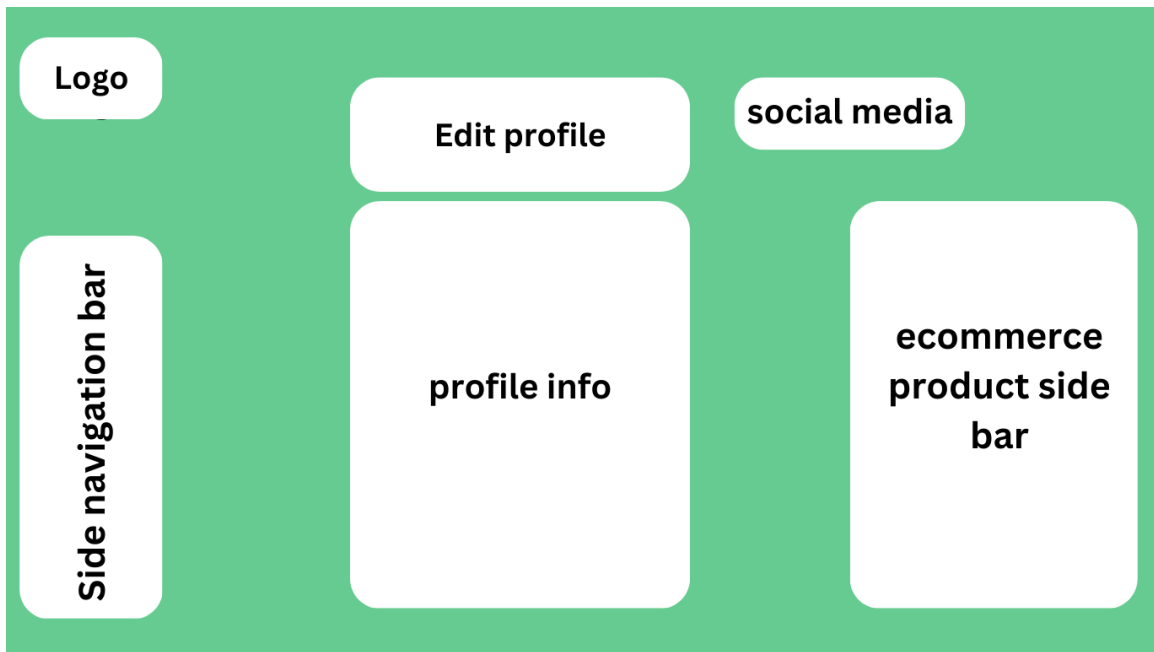 Logo
Edit profile
social media
Side navigation bar
profile info
ecommerce
product side
bar